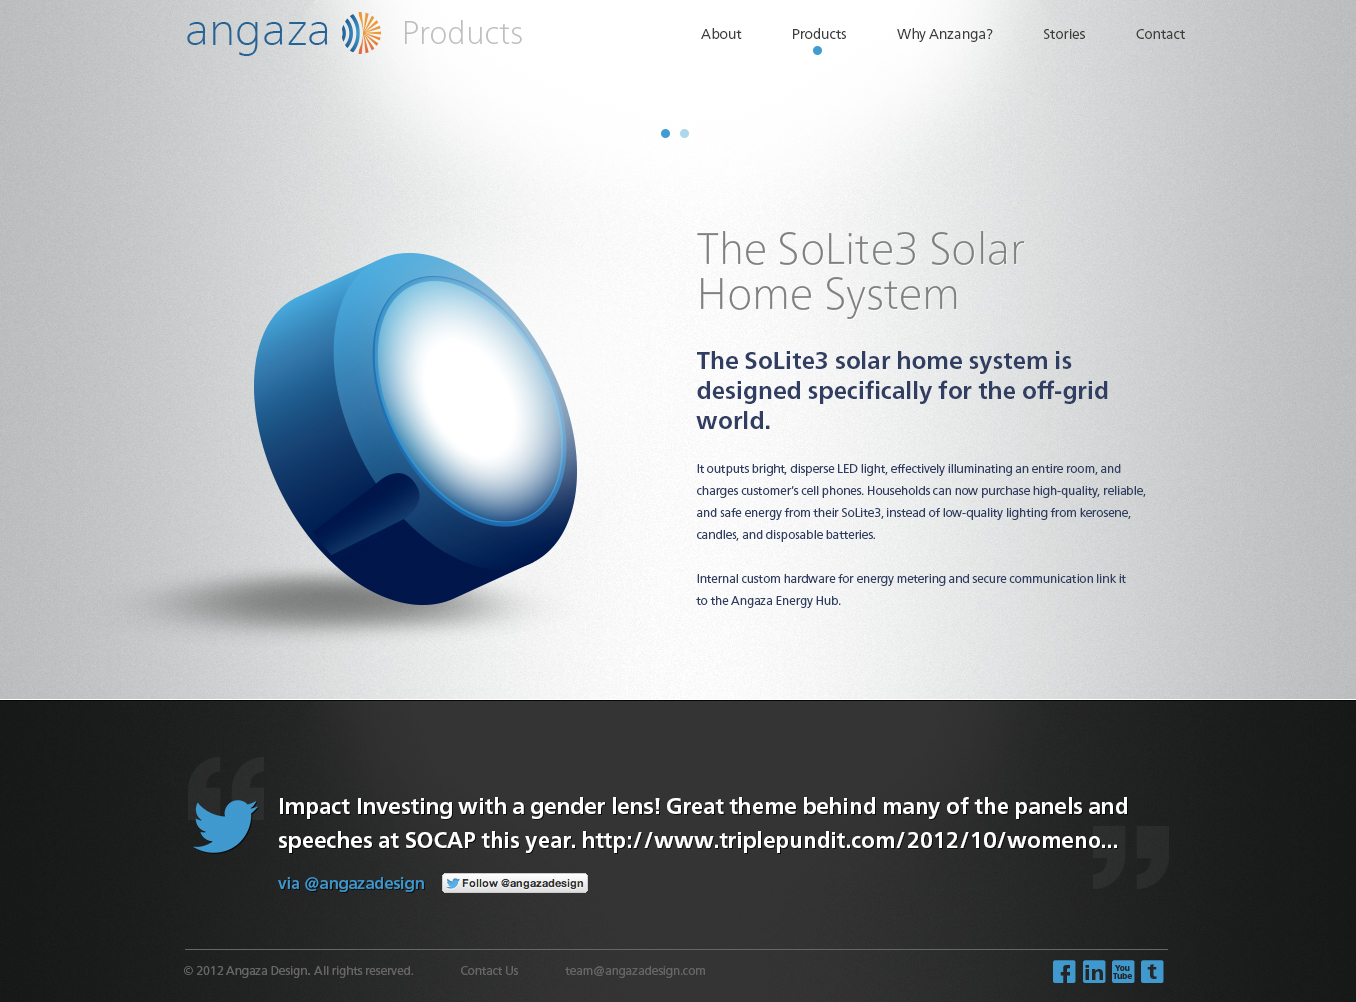 angaza Products
About Products Why Anzanga? Stories Contact
The SoLite3 Solar
Home System
The SoLite3 solar home system is
designed specifically for the off-grid
world.
It outputs bright, disperse LED light, effectively illuminating an entire room, and
charges customer's cell phones. Households can now purchase high-quality, reliable,
and safe energy from their SoLite3, instead of low-quality lighting from kerosene,
candles, and disposable batteries.
Internal custom hardware for energy metering and secure communication link it
to the Angaza Energy Hub.
“
Impact Investing with a gender lens! Great theme behind many of the panels and
speeches at SOCAP this year. http://www.triplepundit.com/2012/10/womeno...
”
via @angazadesign Follow @angazadesign
© 2012 Angaza Design. All rights reserved. Contact Us team@angazadesign.com
f in You Tube t